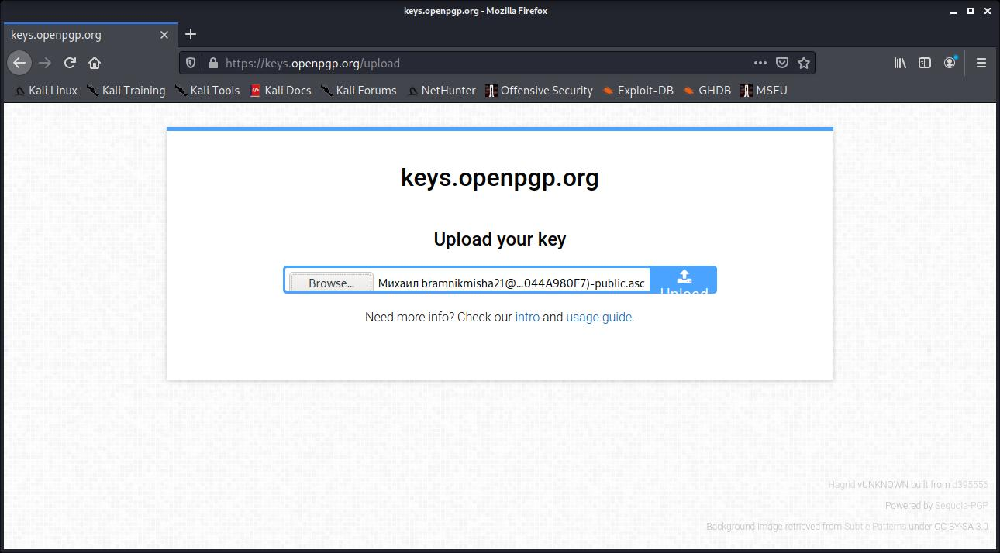 keys.openpgp.org - Mozilla Firefox
keys.openpgp.org
https://keys.openpgp.org/upload
Kali Linux Kali Training Kali Tools Kali Docs Kali Forums NetHunter Offensive Security Exploit-DB GHDB MSFU
keys.openpgp.org
Upload your key
Browse... Михаил bramnikmisha21@...044A980F7)-public.asc Upload
Need more info? Check our intro and usage guide.
Hagrid vUNKNOWN built from d395556
Powered by Sequoia-PGP
Background image retrieved from Subtle Patterns under CC BY-SA 3.0